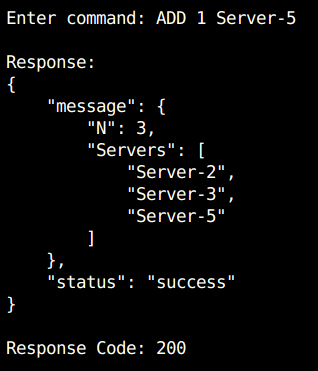 Enter command: ADD 1 Server-5

Response:
{
    "message": {
        "N": 3,
        "Servers": [
            "Server-2",
            "Server-3",
            "Server-5"
        ]
    },
    "status": "success"
}

Response Code: 200